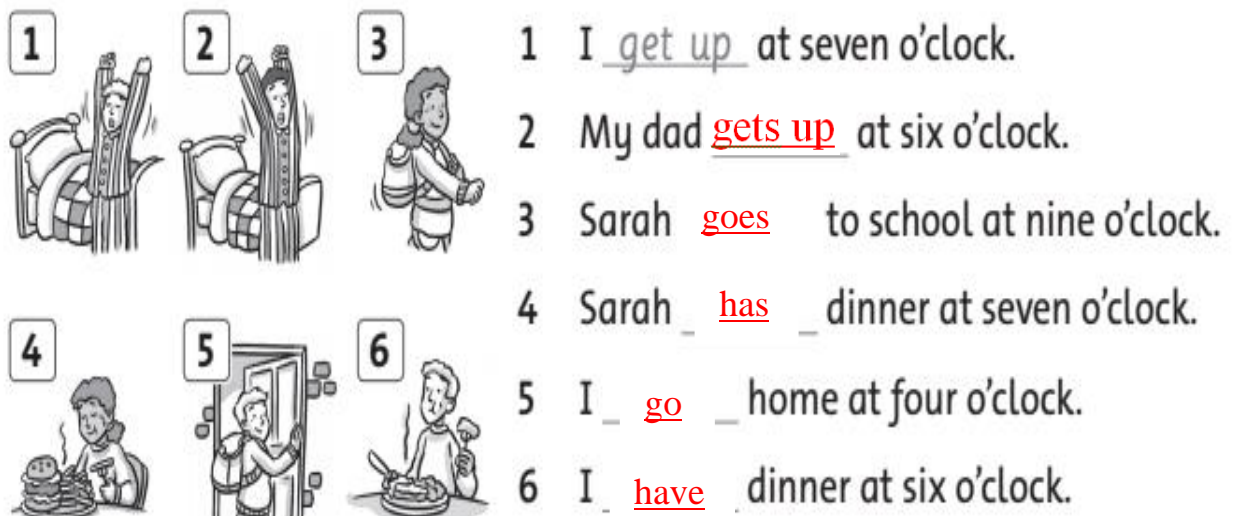 1
2
3
4
5
6
1 I get up at seven o'clock.
2 My dad gets up at six o'clock.
3 Sarah goes to school at nine o'clock.
4 Sarah has dinner at seven o'clock.
5 I go home at four o'clock.
6 I have dinner at six o'clock.